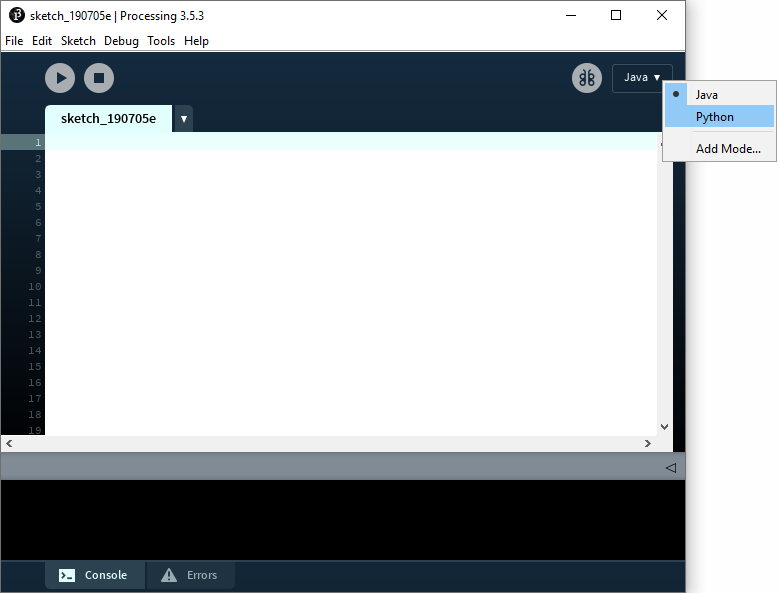 sketch_190705e | Processing 3.5.3
File Edit Sketch Debug Tools Help
Java ▾
Java
Python
Add Mode...
sketch_190705e ▼
1
2
3
4
5
6
7
8
9
10
11
12
13
14
15
16
17
18
19
Console Errors